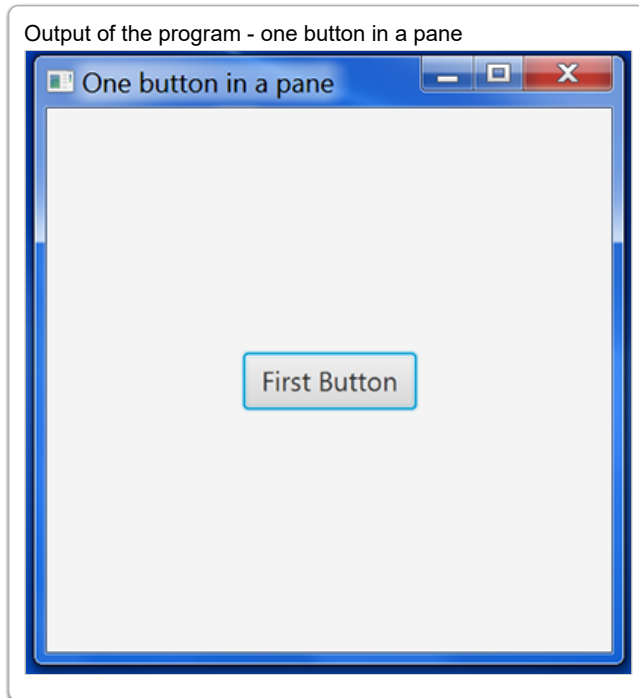 Output of the program - one button in a pane
One button in a pane
First Button